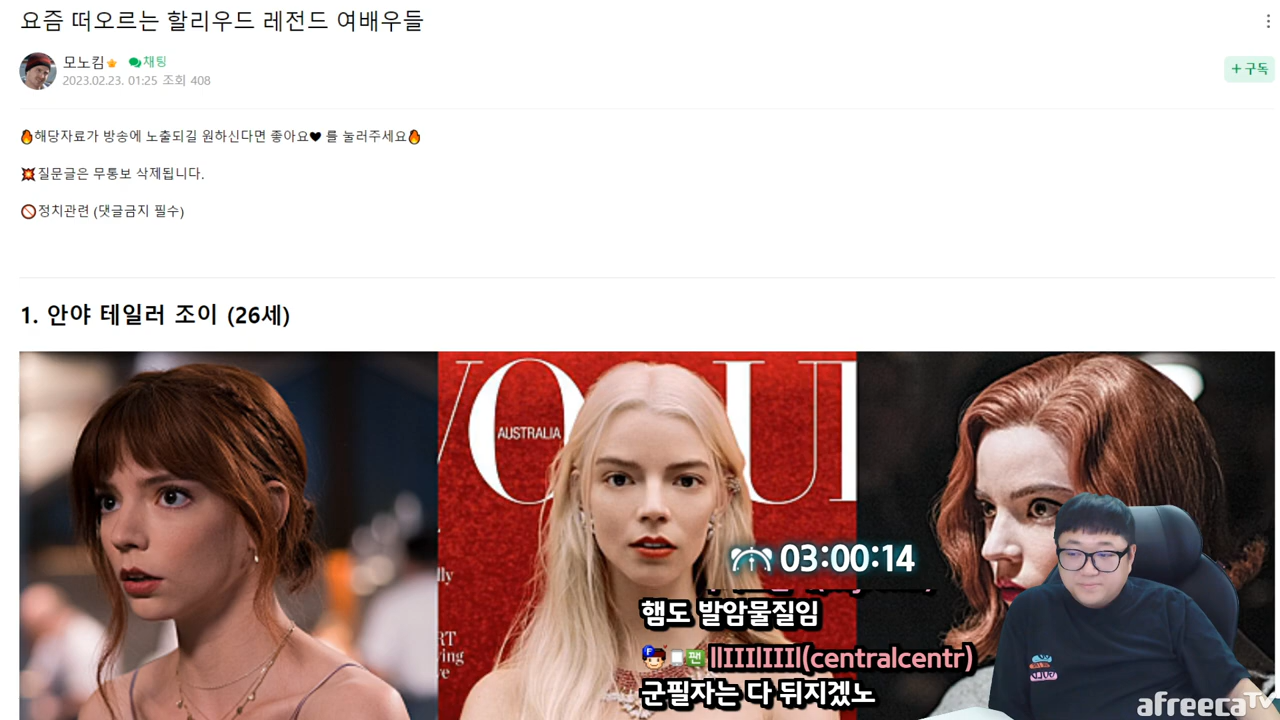 요즘 떠오르는 할리우드 레전드 여배우들
모노킴 채팅
2023.02.23. 01:25 조회 408
+ 구독
🔥해당자료가 방송에 노출되길 원하신다면 좋아요🖤 를 눌러주세요🔥
💥질문글은 무통보 삭제됩니다.
🚫정치관련 (댓글금지 필수)
1. 안야 테일러 조이 (26세)
VOGUE
AUSTRALIA
03:00:14
햄도 발암물질임
팬 llIIIlIIIl(centralcentr)
군필자는 다 뒤지겠노
afreecaTV